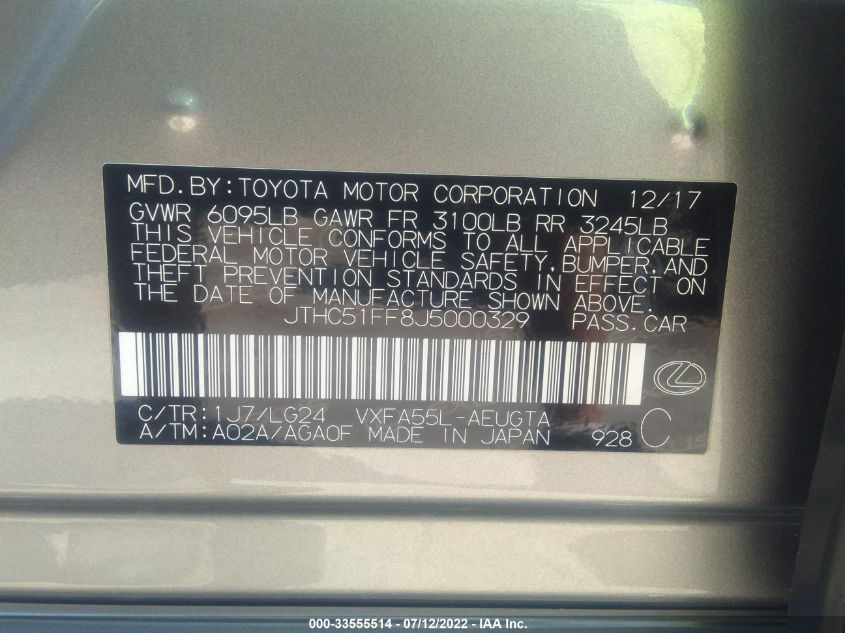 MFD.BY:TOYOTA MOTOR CORPORATION 12/17
GVWR 6095LB GAWR FR 3100LB RR 3245LB
THIS VEHICLE CONFORMS TO ALL APPLICABLE
FEDERAL MOTOR VEHICLE SAFETY,BUMPER,AND
THEFT PREVENTION STANDARDS IN EFFECT ON
THE DATE OF MANUFACTURE SHOWN ABOVE.
JTHC51FF8J5000329 PASS.CAR
C/TR:1J7/LG24 VXFA55L-AEUGTA
A/TM:A02A/AGA0F MADE IN JAPAN 928 C
000-33555514 - 07/12/2022 - IAA Inc.